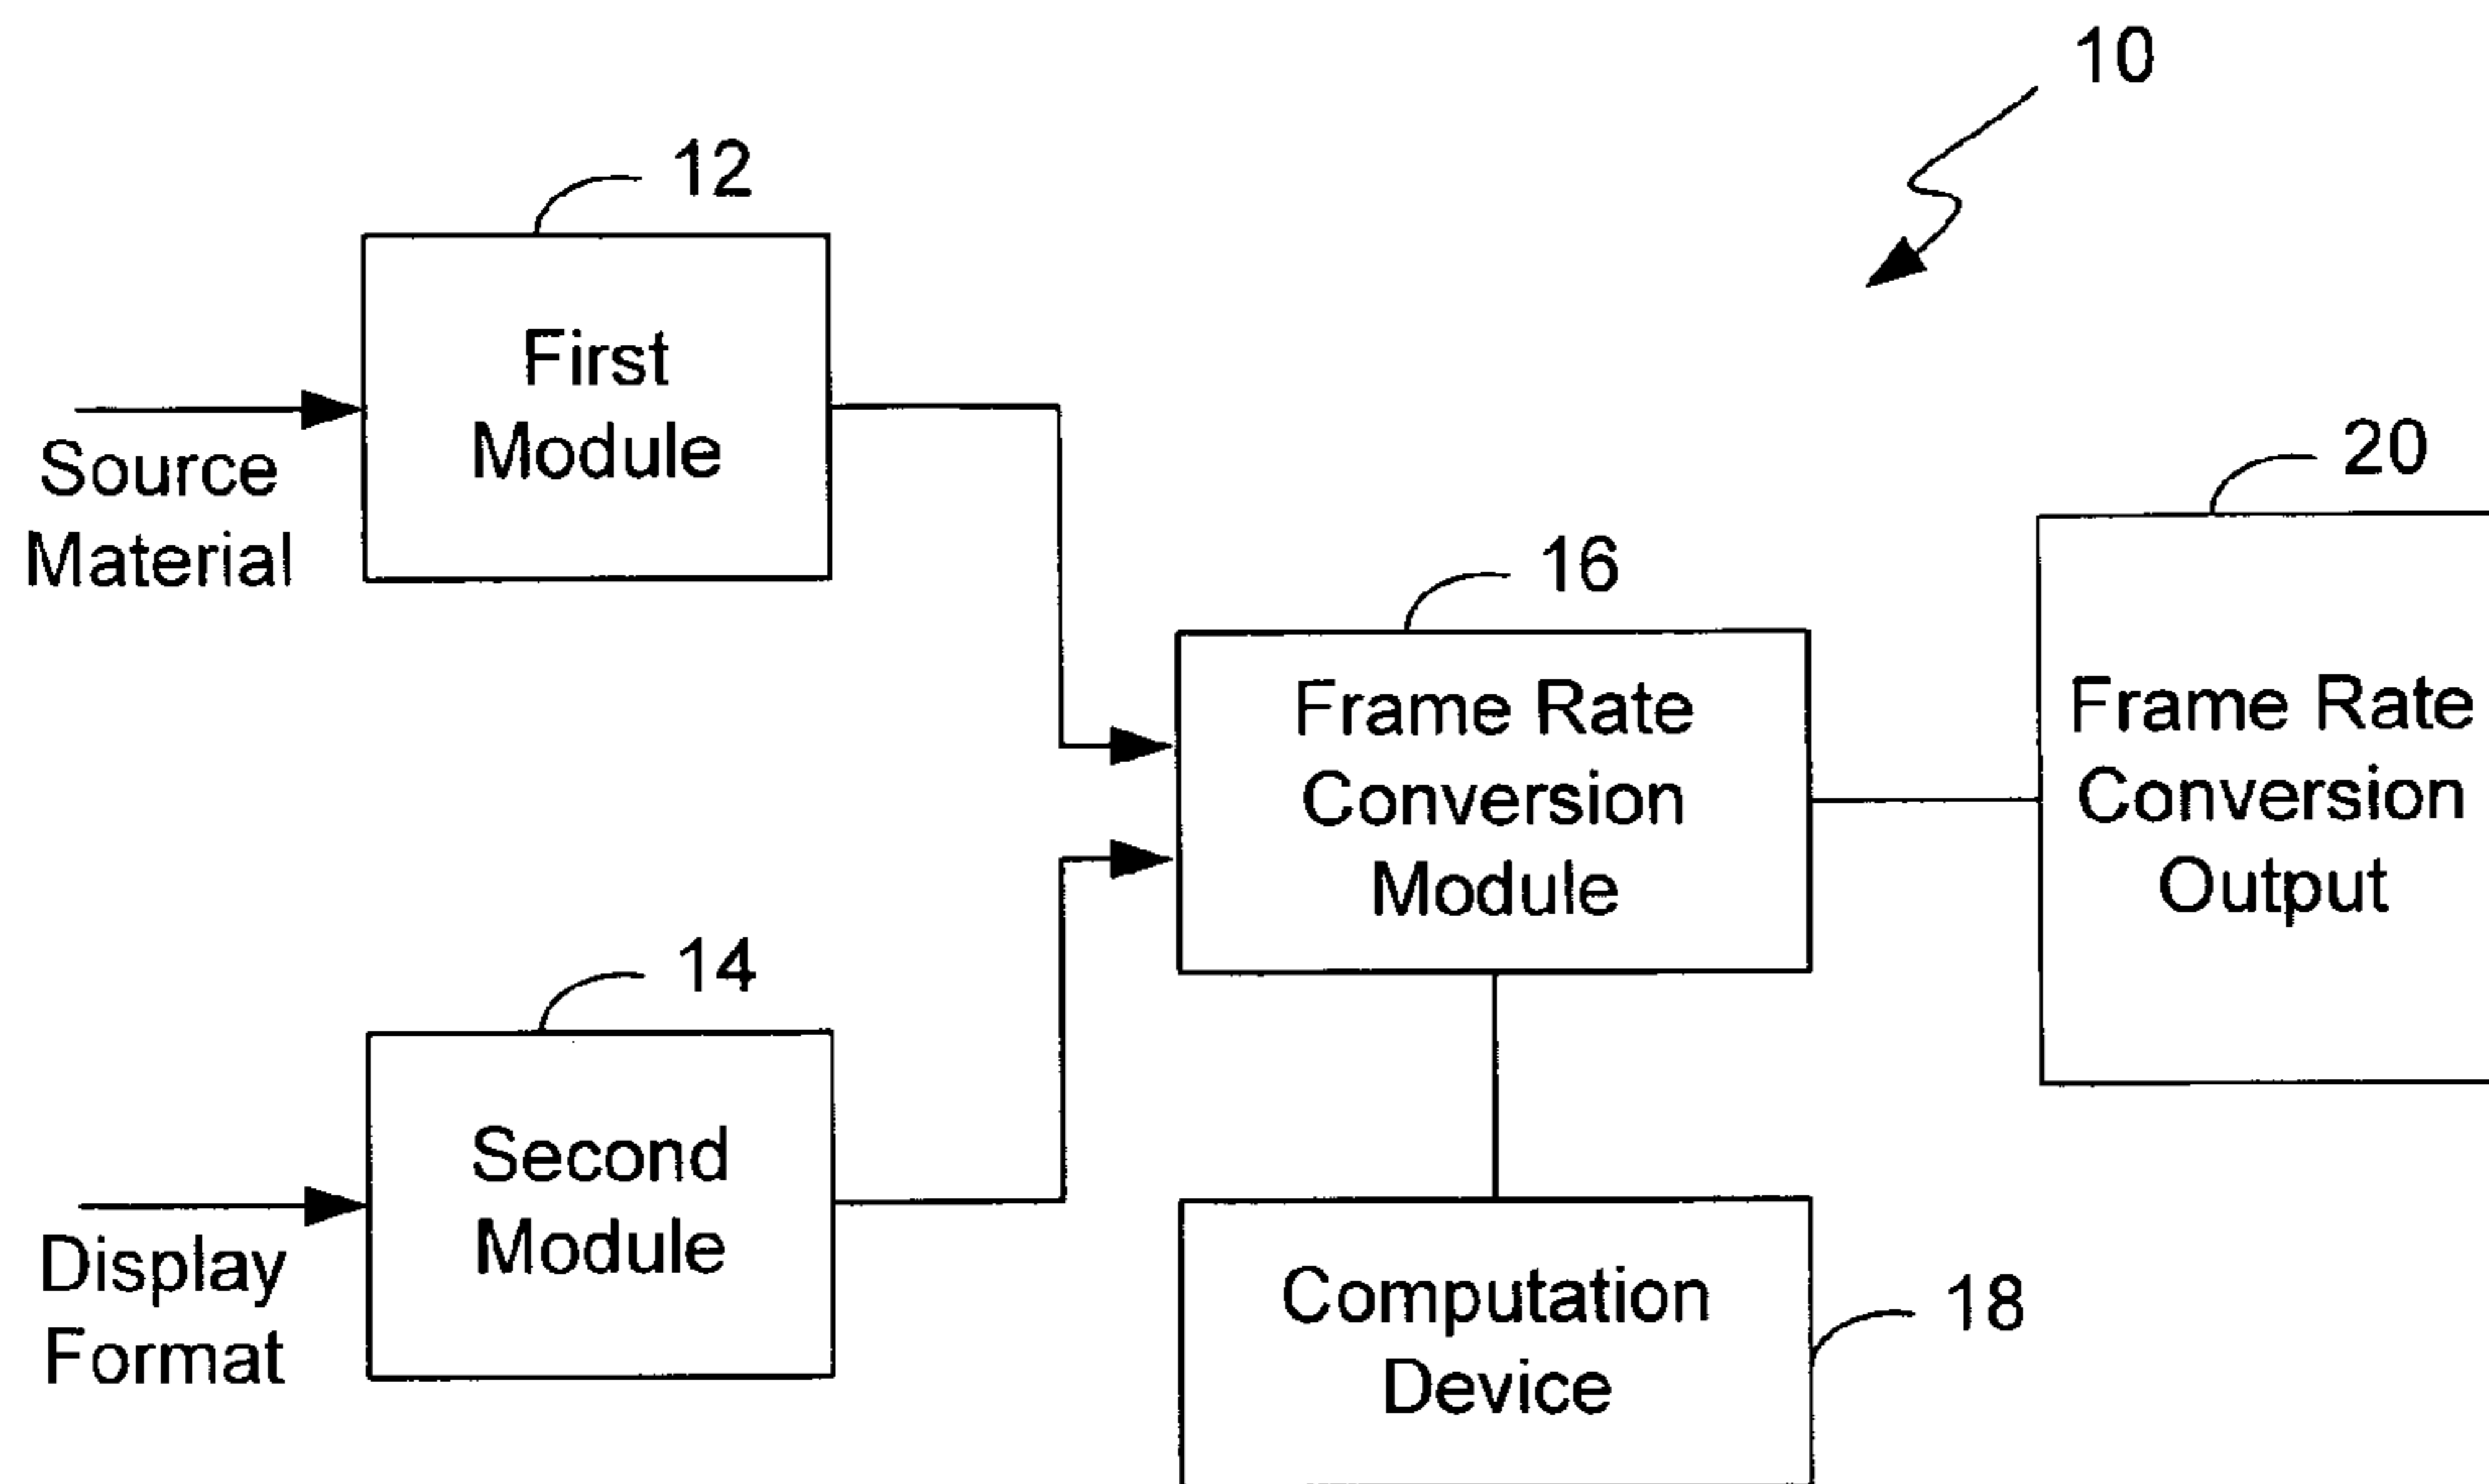 10
12
First
Module
Source
Material
20
16
Frame Rate
Conversion
Module
Frame Rate
Conversion
Output
14
Second
Module
Display
Format
Computation
Device
18